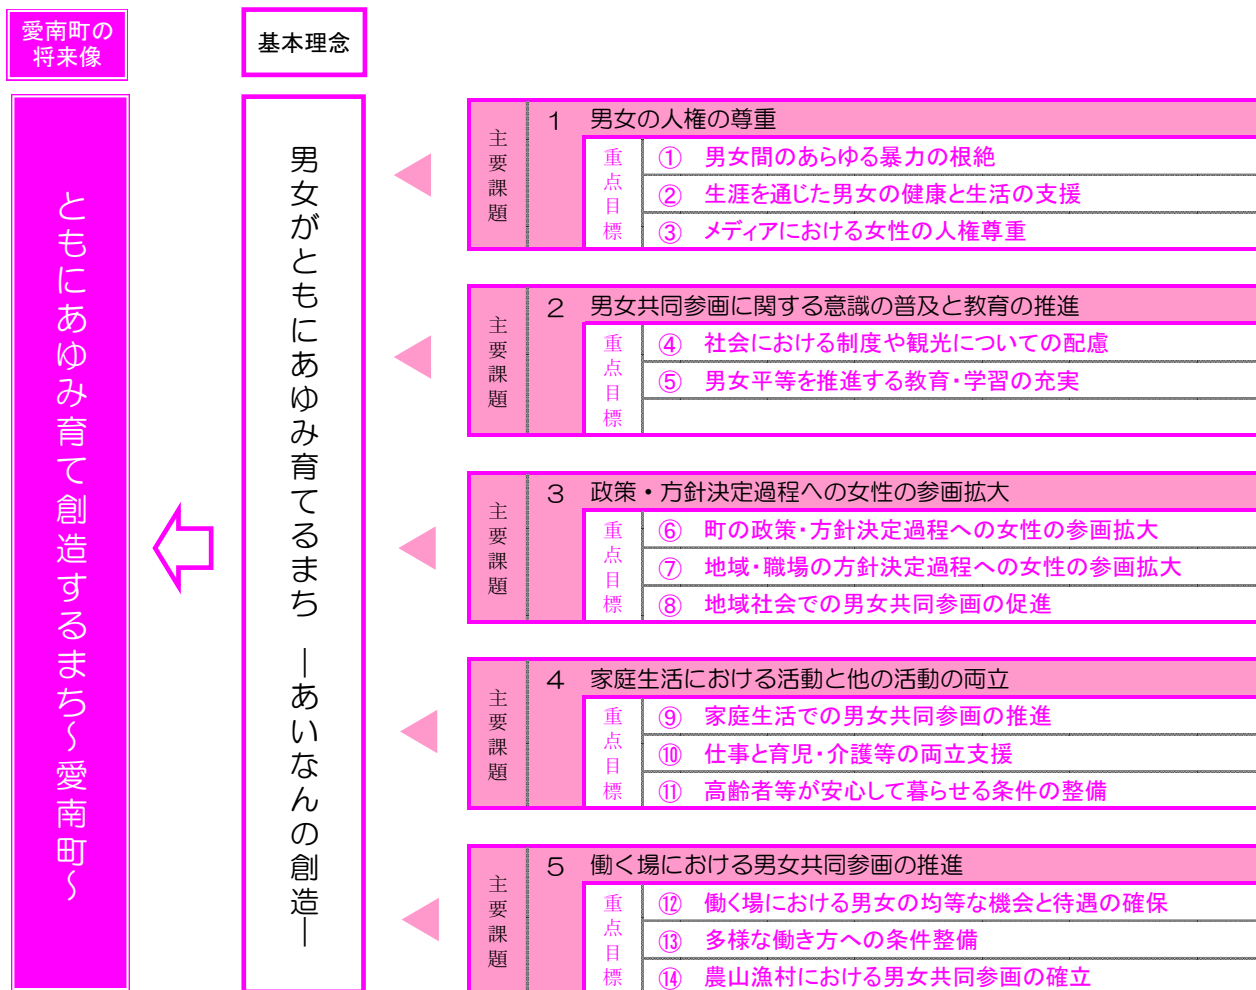 愛南町の
将来像
基本理念
ともにあゆみ育て創造するまち～愛南町～
男女がともにあゆみ育てるまち ―あいなんの創造―
主要課題
1 男女の人権の尊重
重点目標
① 男女間のあらゆる暴力の根絶
② 生涯を通じた男女の健康と生活の支援
③ メディアにおける女性の人権尊重
主要課題
2 男女共同参画に関する意識の普及と教育の推進
重点目標
④ 社会における制度や観光についての配慮
⑤ 男女平等を推進する教育・学習の充実
主要課題
3 政策・方針決定過程への女性の参画拡大
重点目標
⑥ 町の政策・方針決定過程への女性の参画拡大
⑦ 地域・職場の方針決定過程への女性の参画拡大
⑧ 地域社会での男女共同参画の促進
主要課題
4 家庭生活における活動と他の活動の両立
重点目標
⑨ 家庭生活での男女共同参画の推進
⑩ 仕事と育児・介護等の両立支援
⑪ 高齢者等が安心して暮らせる条件の整備
主要課題
5 働く場における男女共同参画の推進
重点目標
⑫ 働く場における男女の均等な機会と待遇の確保
⑬ 多様な働き方への条件整備
⑭ 農山漁村における男女共同参画の確立